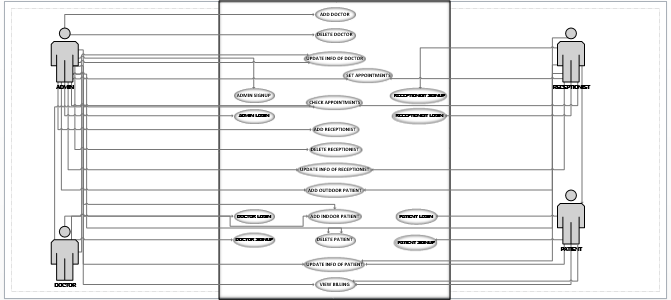 ADD DOCTOR
DELETE DOCTOR
UPDATE INFO OF DOCTOR
SET APPOINTMENTS
ADMIN
RECEPTIONIST
ADMIN SIGNUP
RECEPTIONIST SIGNUP
CHECK APPOINTMENTS
ADMIN LOGIN
RECEPTIONIST LOGIN
ADD RECEPTIONIST
DELETE RECEPTIONIST
UPDATE INFO OF RECEPTIONIST
ADD OUTDOOR PATIENT
DOCTOR LOGIN
ADD INDOOR PATIENT
PATIENT LOGIN
DOCTOR SIGNUP
DELETE PATIENT
PATIENT SIGNUP
PATIENT
UPDATE INFO OF PATIENT
DOCTOR
VIEW BILLING